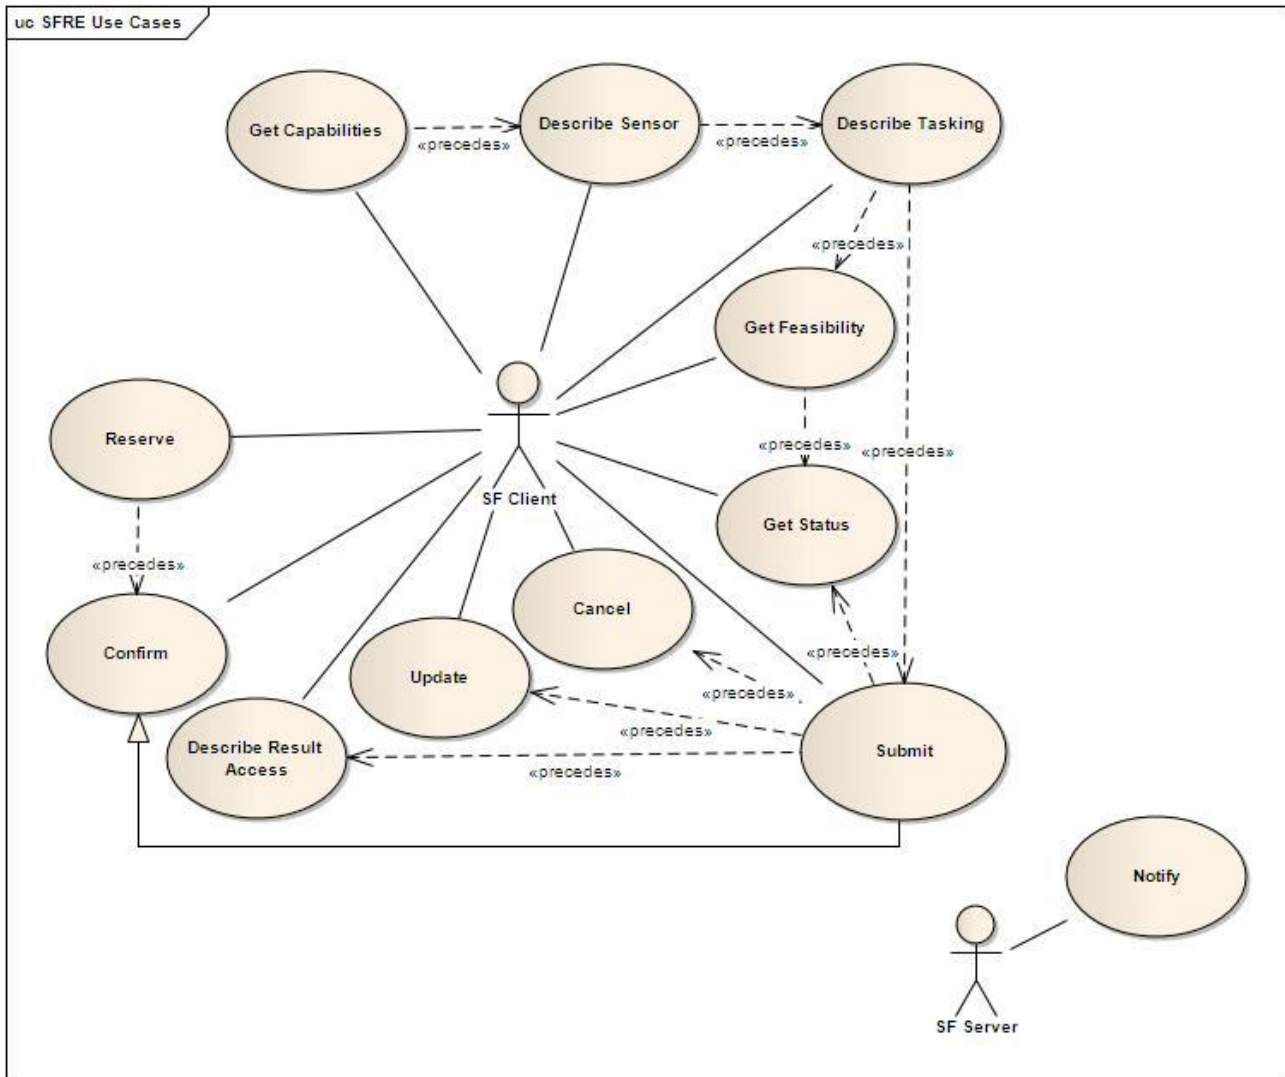 uc SFRE Use Cases
Get Capabilities
«precedes»
Describe Sensor
«precedes»
Describe Tasking
«precedes»
Get Feasibility
Reserve
«precedes»
«precedes»
SF Client
Get Status
«precedes»
Cancel
Confirm
«precedes»
Update
«precedes»
«precedes»
Describe Result
Access
«precedes»
Submit
Notify
SF Server